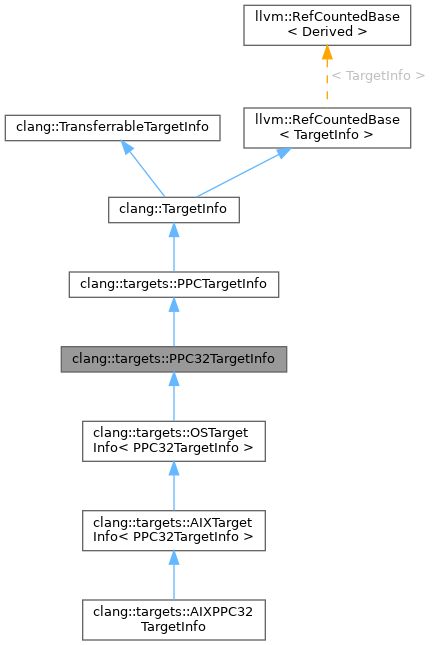 llvm::RefCountedBase
< Derived >
< TargetInfo >
clang::TransferrableTargetInfo
llvm::RefCountedBase
< TargetInfo >
clang::TargetInfo
clang::targets::PPCTargetInfo
clang::targets::PPC32TargetInfo
clang::targets::OSTarget
Info< PPC32TargetInfo >
clang::targets::AIXTarget
Info< PPC32TargetInfo >
clang::targets::AIXPPC32
TargetInfo